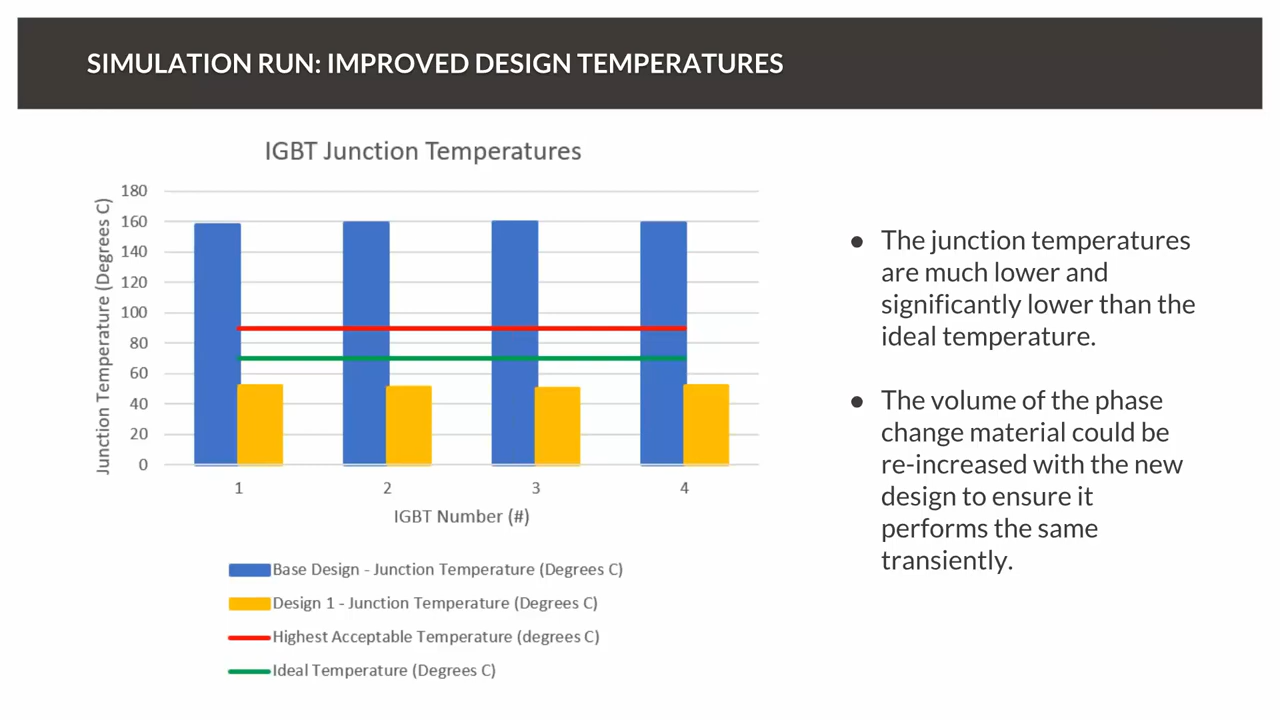 SIMULATION RUN: IMPROVED DESIGN TEMPERATURES
IGBT Junction Temperatures
Junction Temperature (Degrees C)
180
160
140
120
100
80
60
40
20
0
1 2 3 4
IGBT Number (#)
Base Design - Junction Temperature (Degrees C)
Design 1 - Junction Temperature (Degrees C)
Highest Acceptable Temperature (degrees C)
Ideal Temperature (Degrees C)
● The junction temperatures
are much lower and
significantly lower than the
ideal temperature.
● The volume of the phase
change material could be
re-increased with the new
design to ensure it
performs the same
transiently.